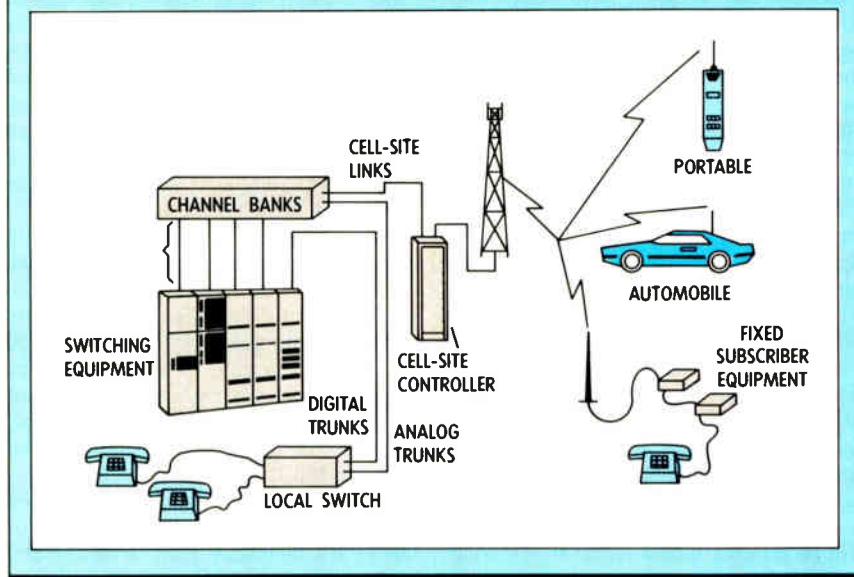 CELL-SITE
LINKS
CHANNEL BANKS
PORTABLE
AUTOMOBILE
SWITCHING
EQUIPMENT
CELL-SITE
CONTROLLER
FIXED
SUBSCRIBER
EQUIPMENT
DIGITAL
TRUNKS
ANALOG
TRUNKS
LOCAL SWITCH